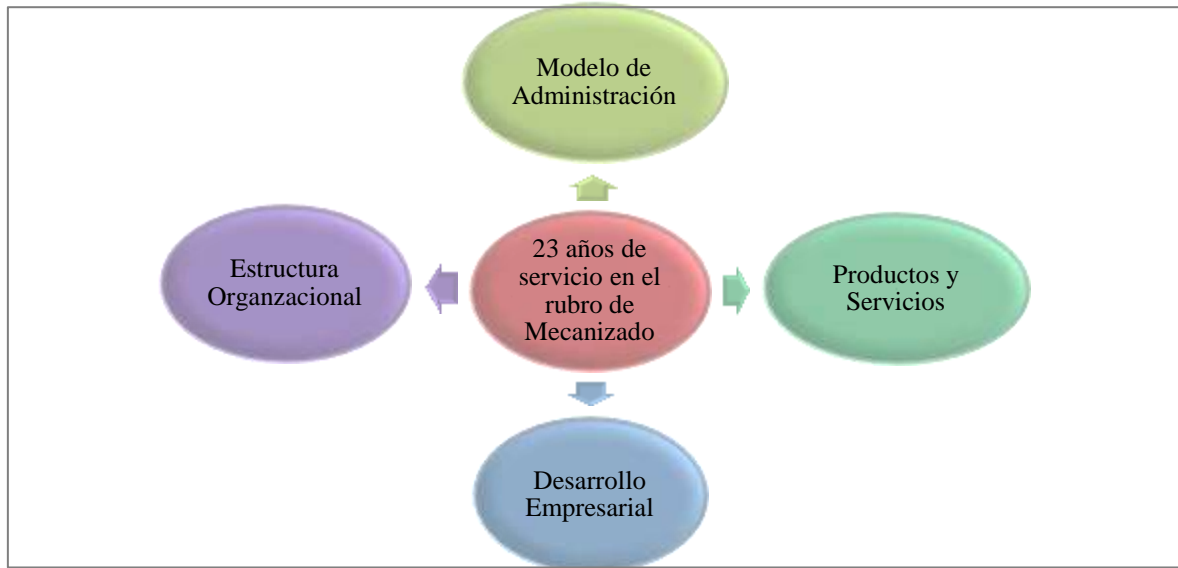 Modelo de
Administración
Estructura
Organzacional
23 años de
servicio en el
rubro de
Mecanizado
Productos y
Servicios
Desarrollo
Empresarial